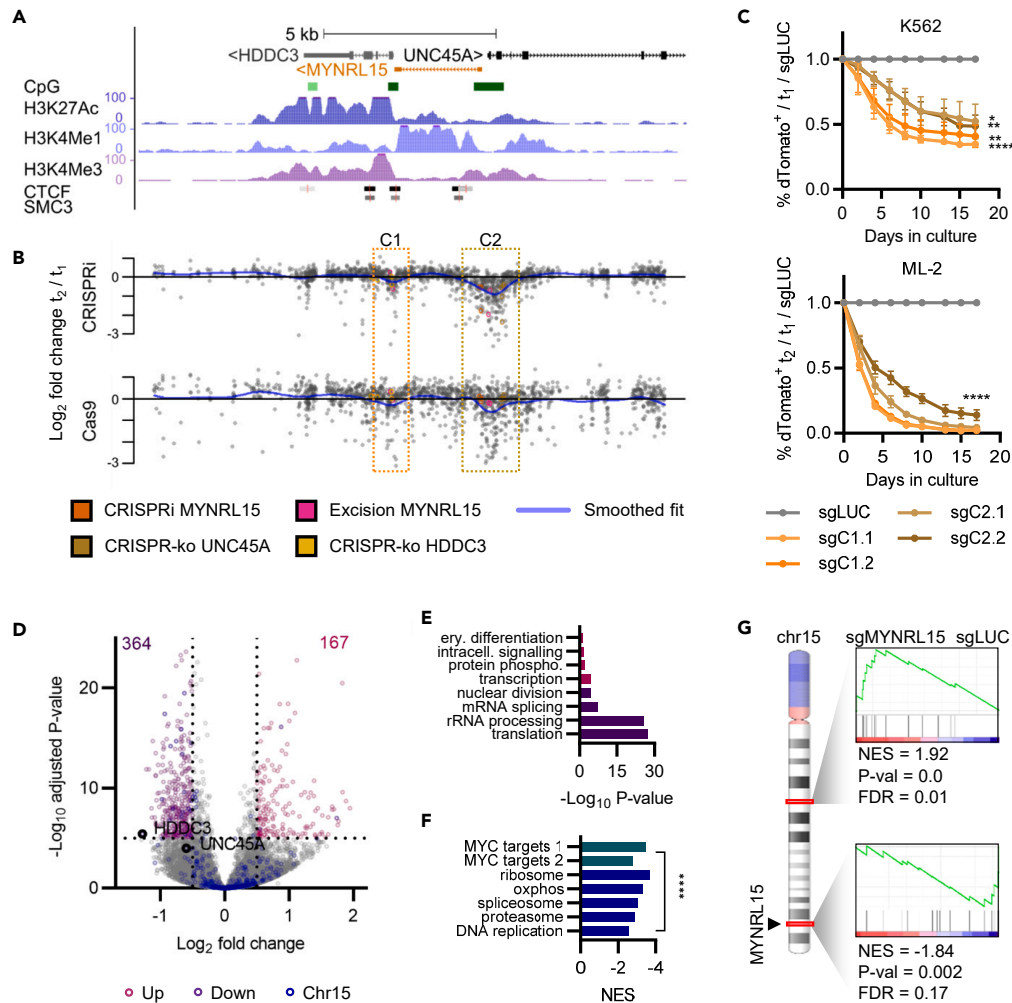 A
5 kb
<HDDC3
UNC45A>
<MYNRL15
CpG
H3K27Ac
100
0
H3K4Me1
100
0
H3K4Me3
100
0
CTCF
SMC3
B
C1
C2
Log2 fold change t2 / t1
CRISPRi
0
-3
Cas9
0
-3
CRISPRi MYNRL15
Excision MYNRL15
Smoothed fit
CRISPR-ko UNC45A
CRISPR-ko HDDC3
C
K562
% dTomato+ / t1 / sgLUC
1.0
0.5
0.0
*
**
**
****
0 5 10 15 20
Days in culture
ML-2
% dTomato+ t2 / t1 / sgLUC
1.0
0.5
0.0
****
0 5 10 15 20
Days in culture
sgLUC
sgC2.1
sgC1.1
sgC2.2
sgC1.2
D
364
167
-Log10 adjusted P-value
20
10
0
HDDC3
UNC45A
-1 0 1 2
Log2 fold change
Up
Down
Chr15
E
ery. differentiation
intracell. signalling
protein phospho.
transcription
nuclear division
mRNA splicing
rRNA processing
translation
0 15 30
-Log10 P-value
F
MYC targets 1
MYC targets 2
ribosome
oxphos
spliceosome
proteasome
DNA replication
****
0 -2 -4
NES
G
chr15
sgMYNRL15
sgLUC
NES = 1.92
P-val = 0.0
FDR = 0.01
MYNRL15
NES = -1.84
P-val = 0.002
FDR = 0.17